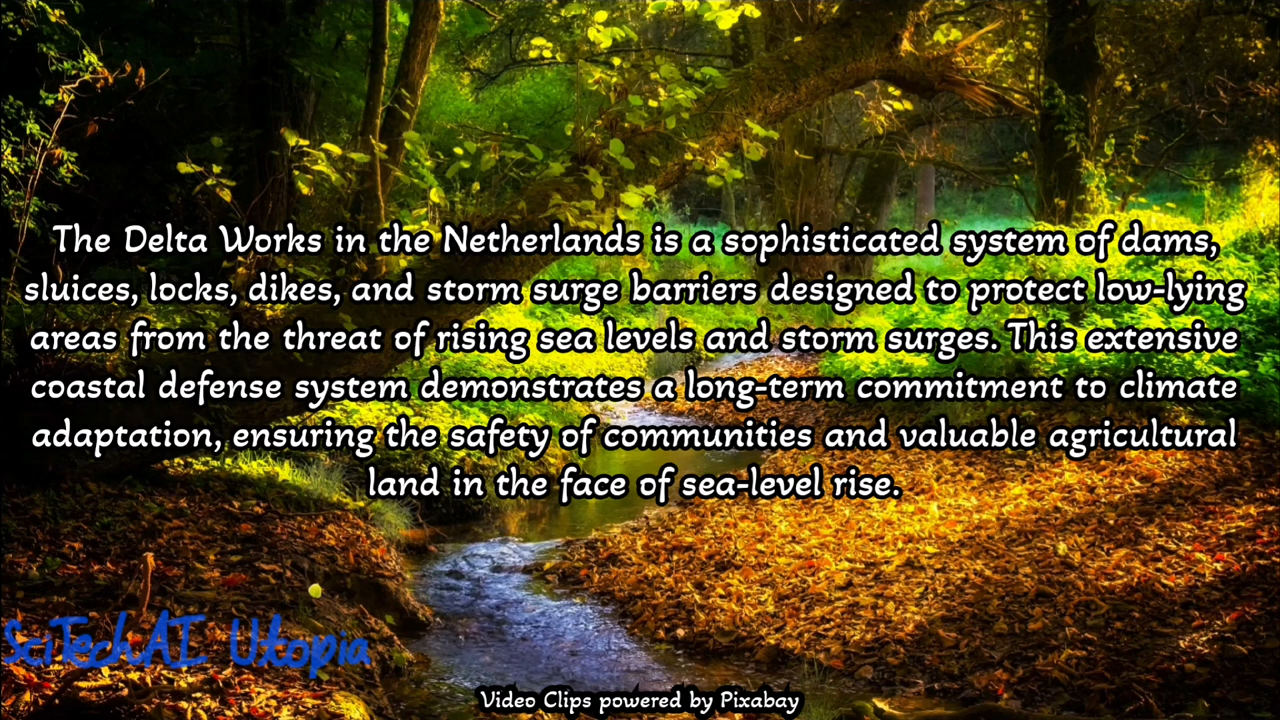 The Delta Works in the Netherlands is a sophisticated system of dams,
sluices, locks, dikes, and storm surge barriers designed to protect low-lying
areas from the threat of rising sea levels and storm surges. This extensive
coastal defense system demonstrates a long-term commitment to climate
adaptation, ensuring the safety of communities and valuable agricultural
land in the face of sea-level rise.
SciTechAI Utopia
Video Clips powered by Pixabay